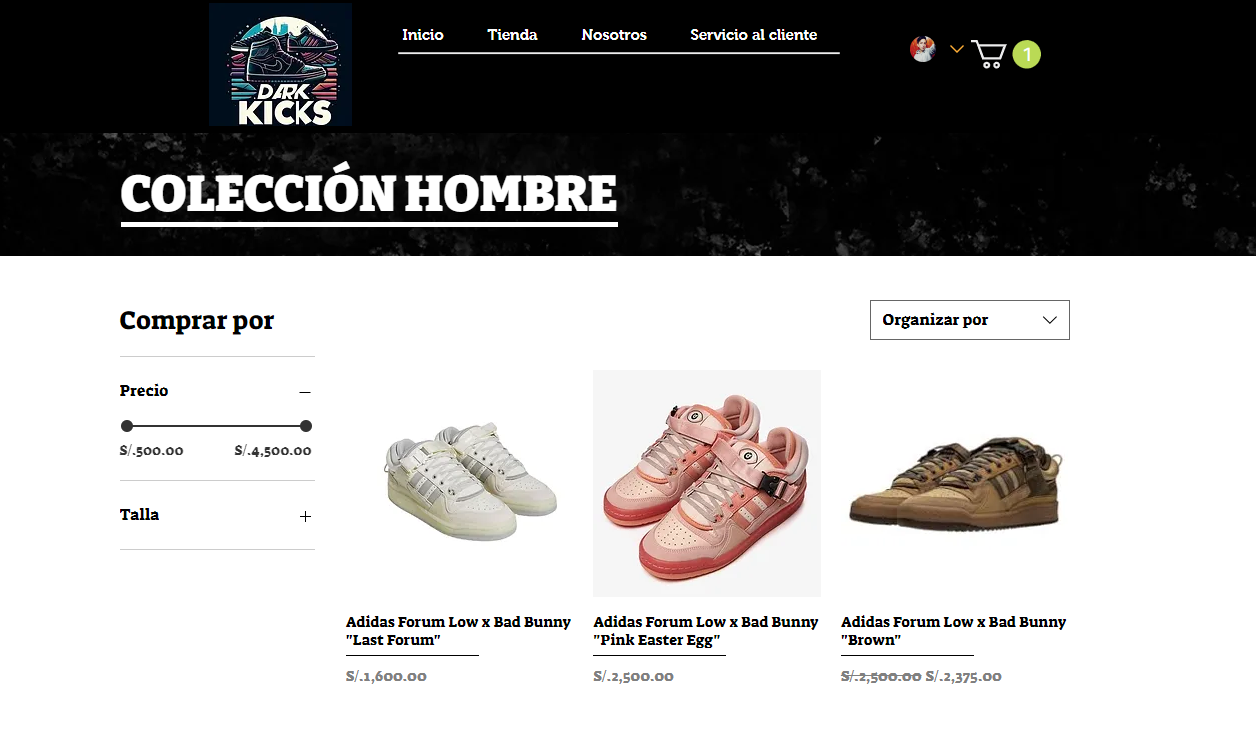 DARK
KICKS
Inicio Tienda Nosotros Servicio al cliente
1
COLECCIÓN HOMBRE
Comprar por
Organizar por
Precio
S/.500.00 S/.4,500.00
Talla
Adidas Forum Low x Bad Bunny
"Last Forum"
S/.1,600.00
Adidas Forum Low x Bad Bunny
"Pink Easter Egg"
S/.2,500.00
Adidas Forum Low x Bad Bunny
"Brown"
S/.2,500.00 S/.2,375.00